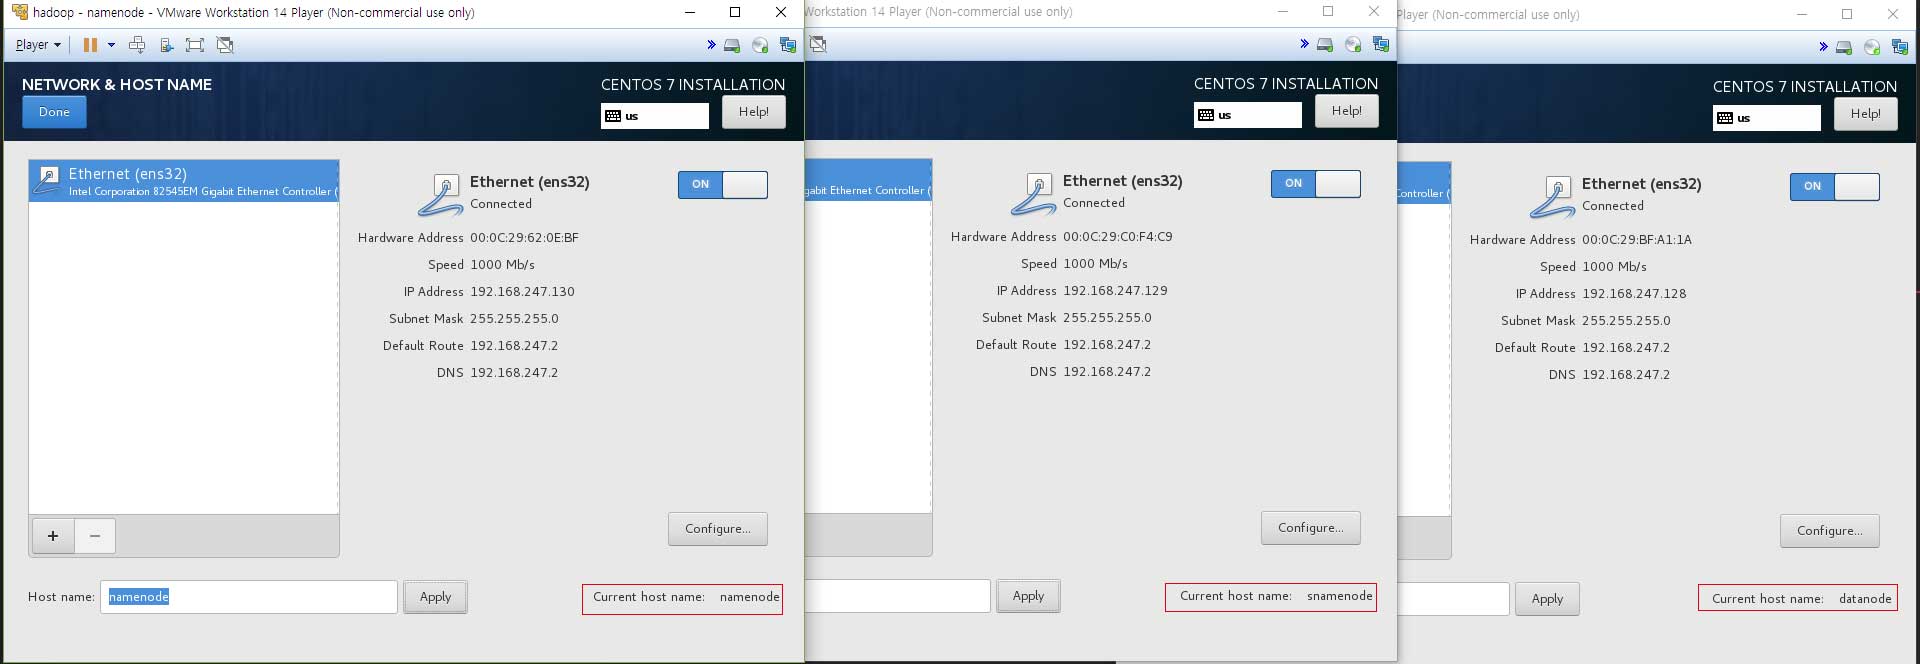 hadoop - namenode - VMware Workstation 14 Player (Non-commercial use only)
Player
NETWORK & HOST NAME
Done
CENTOS 7 INSTALLATION
us
Help!
Ethernet (ens32)
Intel Corporation 82545EM Gigabit Ethernet Controller (
Ethernet (ens32)
Connected
ON
Hardware Address 00:0C:29:62:0E:BF
Speed 1000 Mb/s
IP Address 192.168.247.130
Subnet Mask 255.255.255.0
Default Route 192.168.247.2
DNS 192.168.247.2
+ −
Configure...
Host name: namenode Apply
Current host name: namenode
Workstation 14 Player (Non-commercial use only)
CENTOS 7 INSTALLATION
us
Help!
gabit Ethernet Controller (
Ethernet (ens32)
Connected
ON
Hardware Address 00:0C:29:C0:F4:C9
Speed 1000 Mb/s
IP Address 192.168.247.129
Subnet Mask 255.255.255.0
Default Route 192.168.247.2
DNS 192.168.247.2
Configure...
Apply
Current host name: snamenode
Player (Non-commercial use only)
CENTOS 7 INSTALLATION
us
Help!
Controller (
Ethernet (ens32)
Connected
ON
Hardware Address 00:0C:29:BF:A1:1A
Speed 1000 Mb/s
IP Address 192.168.247.128
Subnet Mask 255.255.255.0
Default Route 192.168.247.2
DNS 192.168.247.2
Configure...
Apply
Current host name: datanode